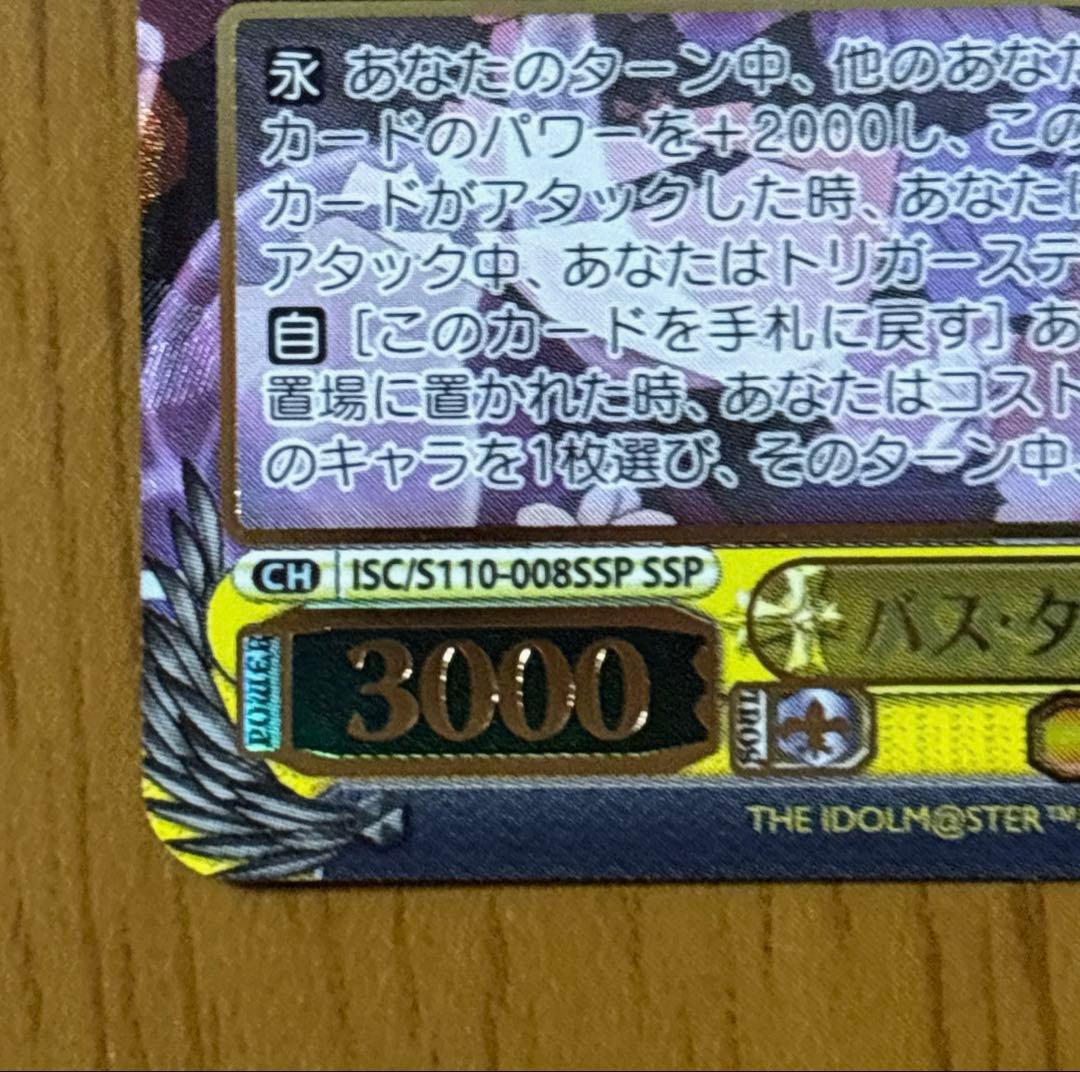 永 あなたのターン中、他のあなた
カードのパワーを+2000し、この
カードがアタックした時、あなたは
アタック中、あなたはトリガーステ
自 [このカードを手札に戻す] あ
置場に置かれた時、あなたはコスト
のキャラを1枚選び、そのターン中、
CH ISC/S110-008SSP SSP
POWER 3000
バス・タ
SOUL
THE IDOLM@STER™